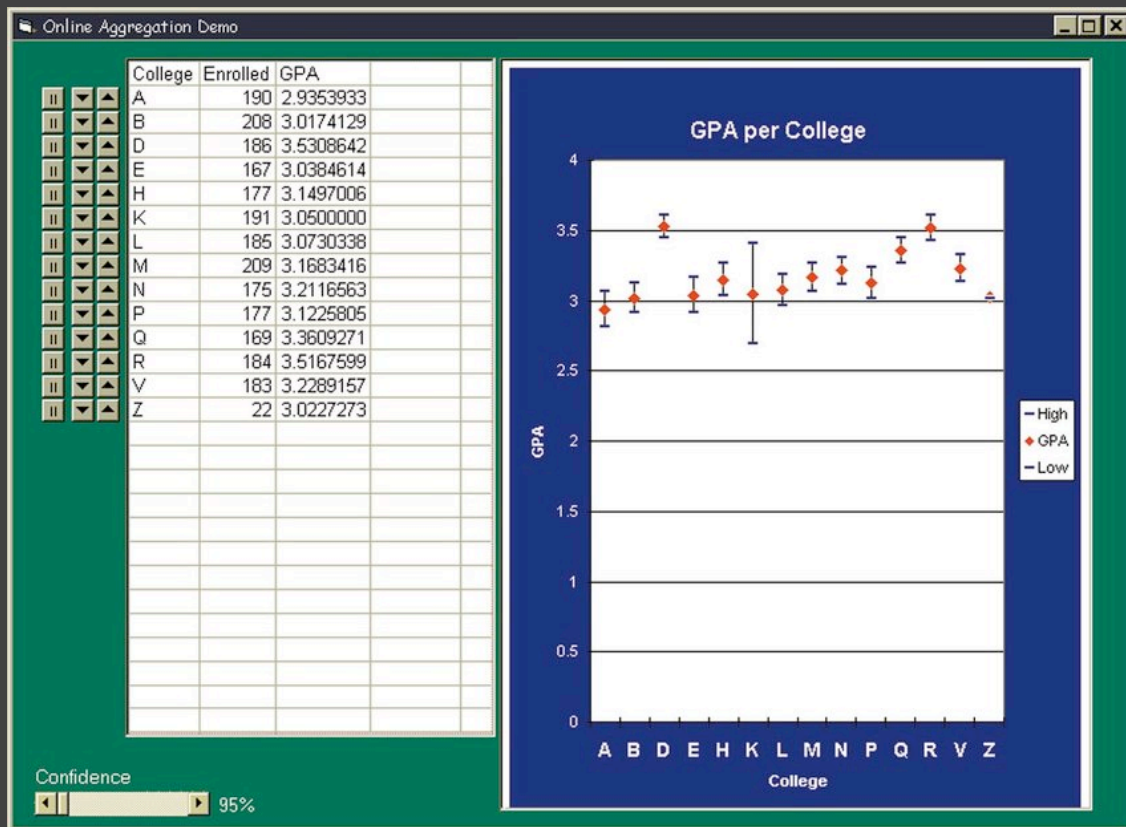 Online Aggregation Demo
College Enrolled GPA
A 190 2.9353933
B 208 3.0174129
D 186 3.5308642
E 167 3.0384614
H 177 3.1497006
K 191 3.0500000
L 185 3.0730338
M 209 3.1683416
N 175 3.2116563
P 177 3.1225805
Q 169 3.3609271
R 184 3.5167599
V 183 3.2289157
Z 22 3.0227273
Confidence
95%
GPA per College
4
3.5
3
2.5
2
1.5
1
0.5
0
GPA
A B D E H K L M N P Q R V Z
College
High
GPA
Low